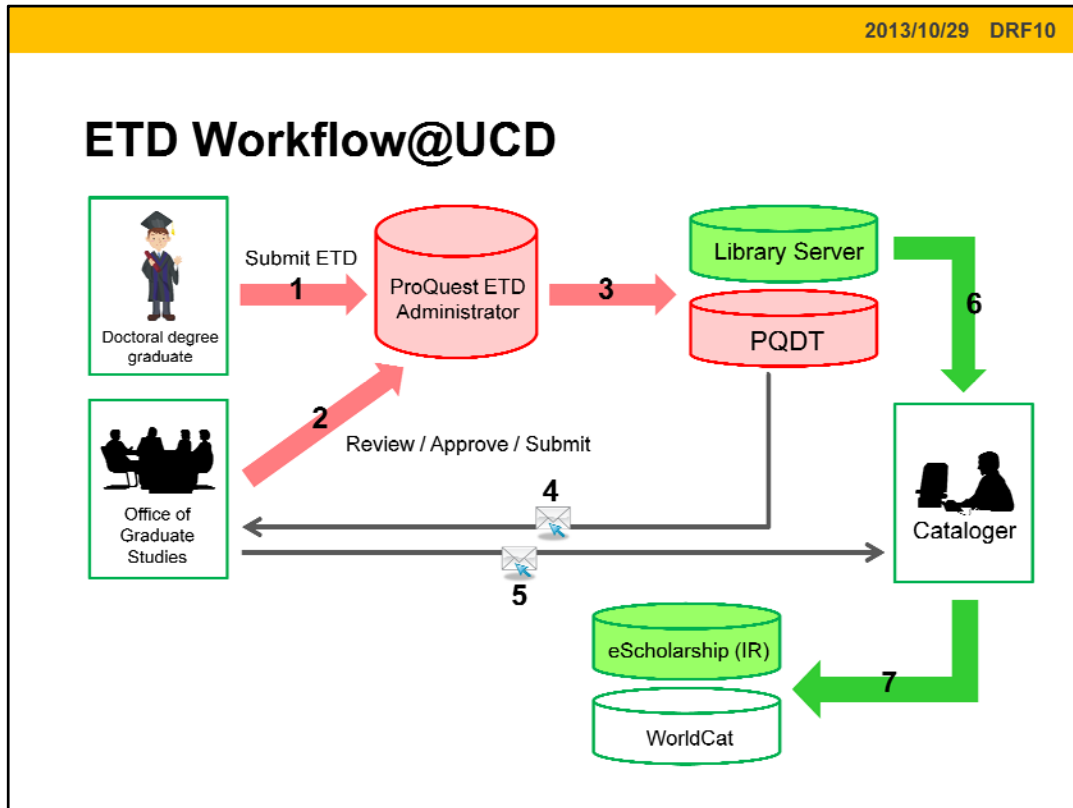 2013/10/29 DRF10
ETD Workflow@UCD
Submit ETD
1
Doctoral degree
graduate
ProQuest ETD
Administrator
3
Library Server
PQDT
6
2
Review / Approve / Submit
Office of
Graduate
Studies
4
5
Cataloger
eScholarship (IR)
WorldCat
7